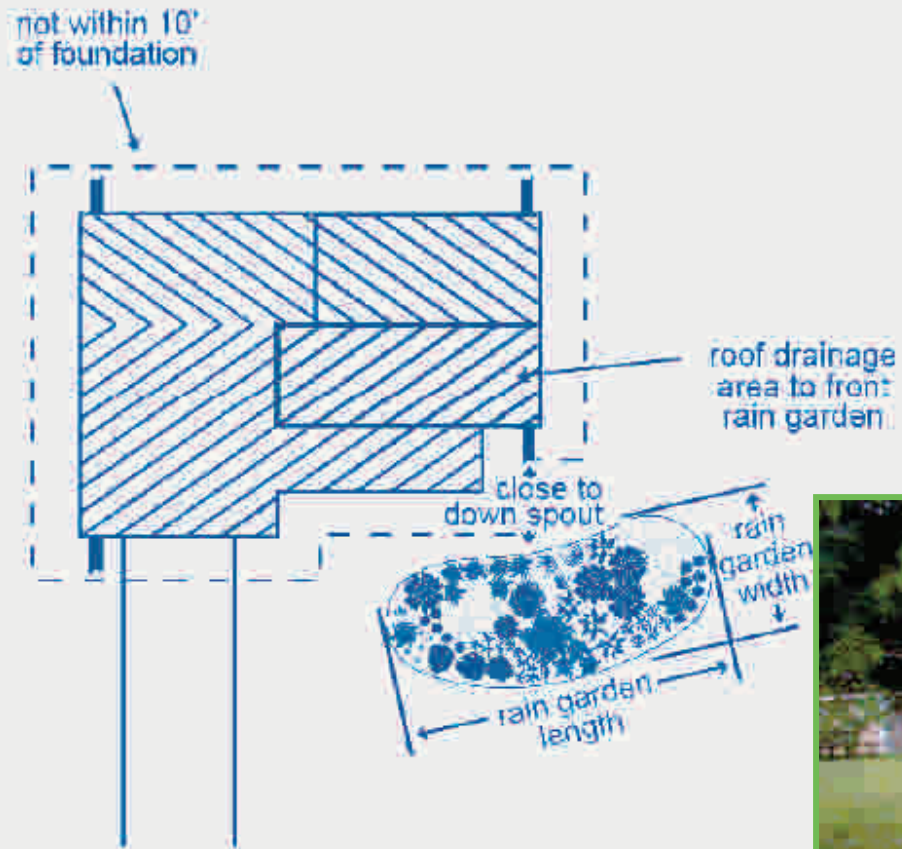 not within 10'
of foundation
roof drainage
area to front
rain garden
close to
down spout
rain
garden
width
rain garden
length